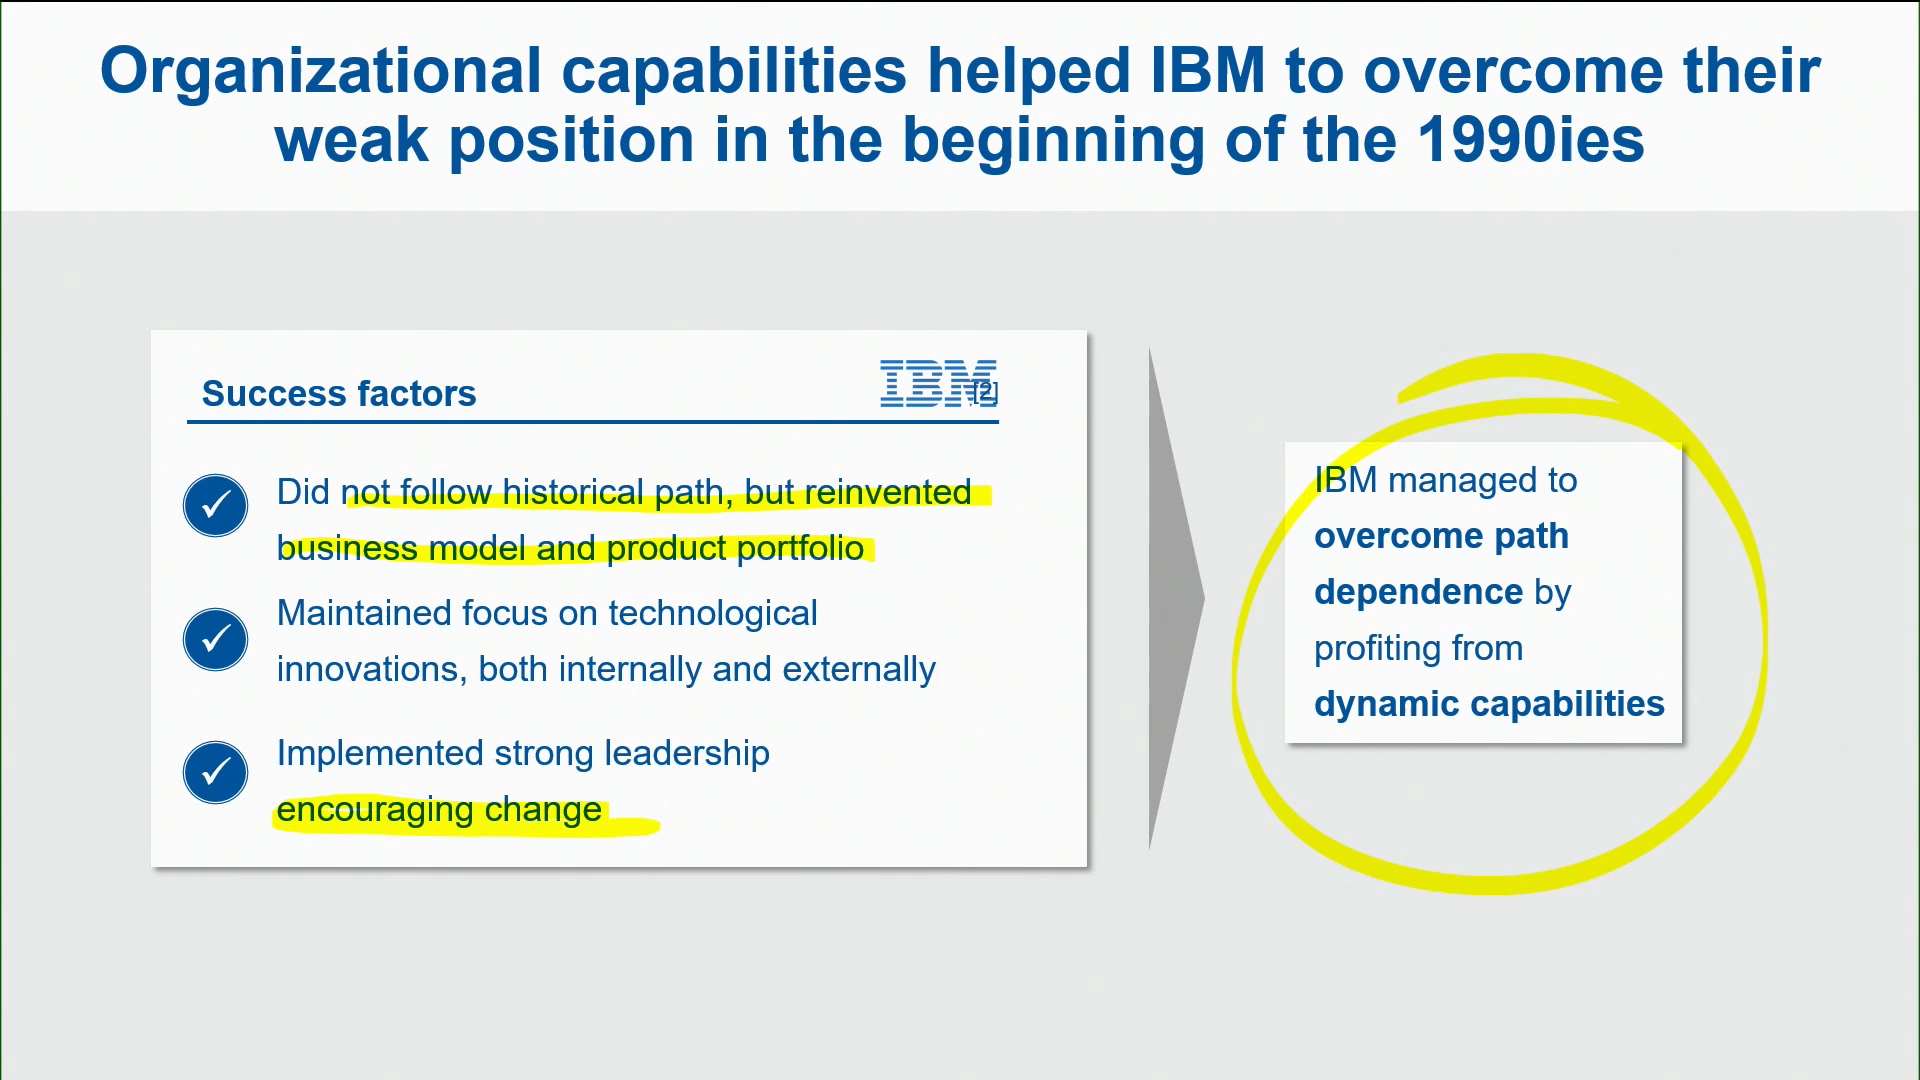 Organizational capabilities helped IBM to overcome their
weak position in the beginning of the 1990ies
Success factors
IBM
[2]
Did not follow historical path, but reinvented
business model and product portfolio
Maintained focus on technological
innovations, both internally and externally
Implemented strong leadership
encouraging change
IBM managed to
overcome path
dependence by
profiting from
dynamic capabilities